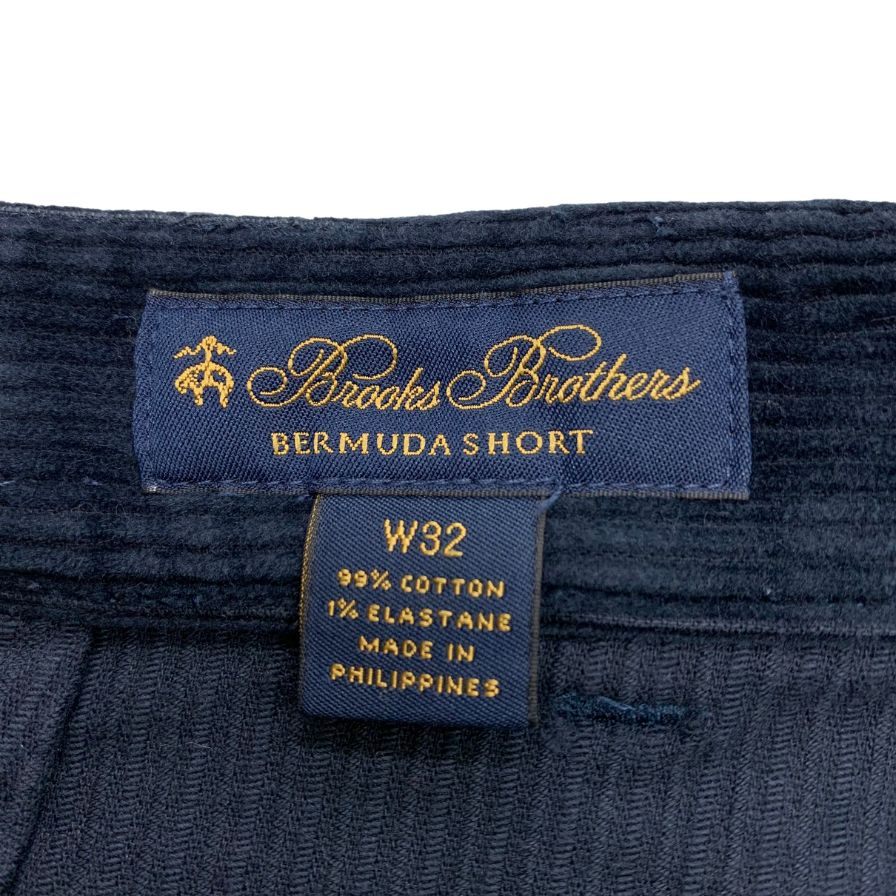 Brooks Brothers
BERMUDA SHORT
W32
99% COTTON
1% ELASTANE
MADE IN
PHILIPPINES